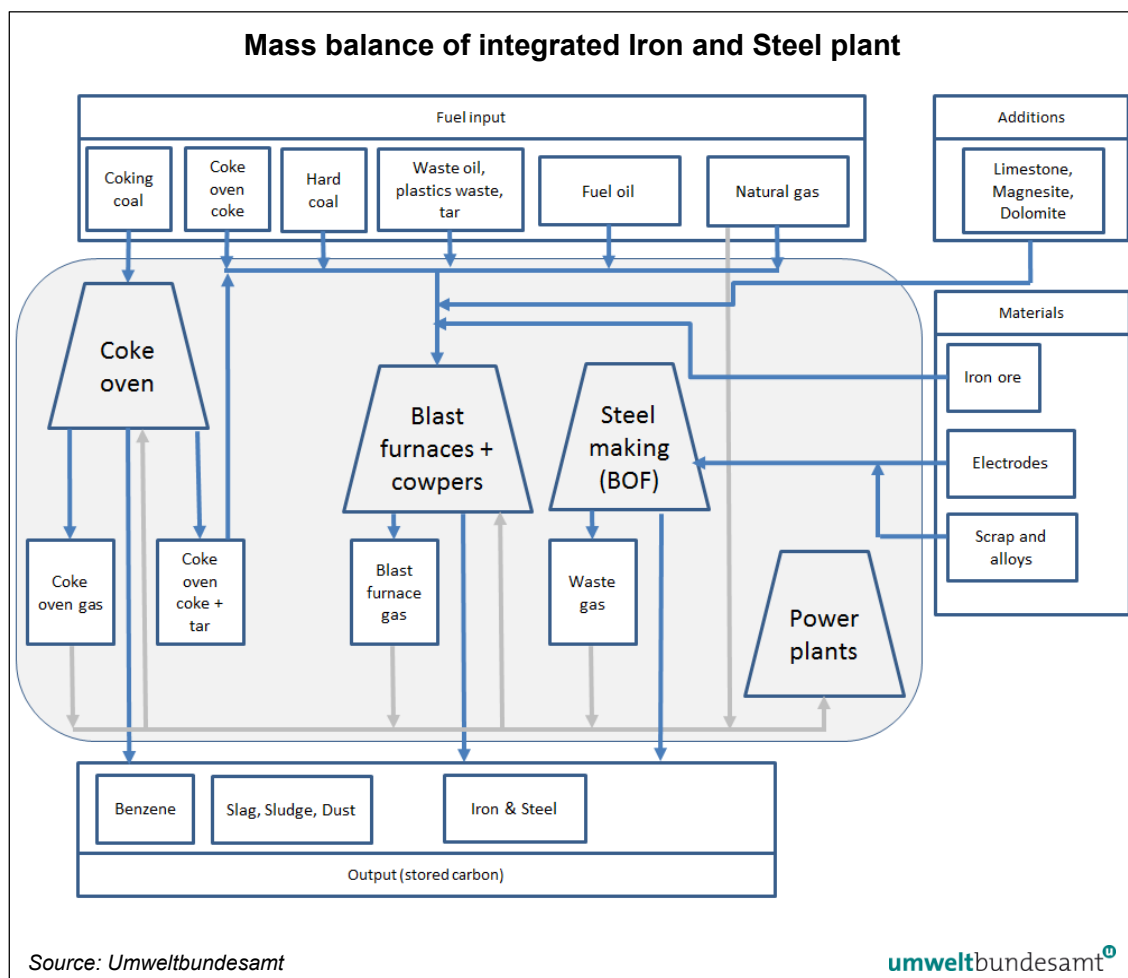 Mass balance of integrated Iron and Steel plant
Fuel input
Additions
Coking
coal
Coke
oven
coke
Hard
coal
Waste oil,
plastics waste,
tar
Fuel oil
Natural gas
Limestone,
Magnesite,
Dolomite
Materials
Iron ore
Electrodes
Scrap and
alloys
Coke
oven
Blast
furnaces +
cowpers
Steel
making
(BOF)
Power
plants
Coke
oven gas
Coke
oven
coke +
tar
Blast
furnace
gas
Waste
gas
Benzene
Slag, Sludge, Dust
Iron & Steel
Output (stored carbon)
Source: Umweltbundesamt
umweltbundesamt u